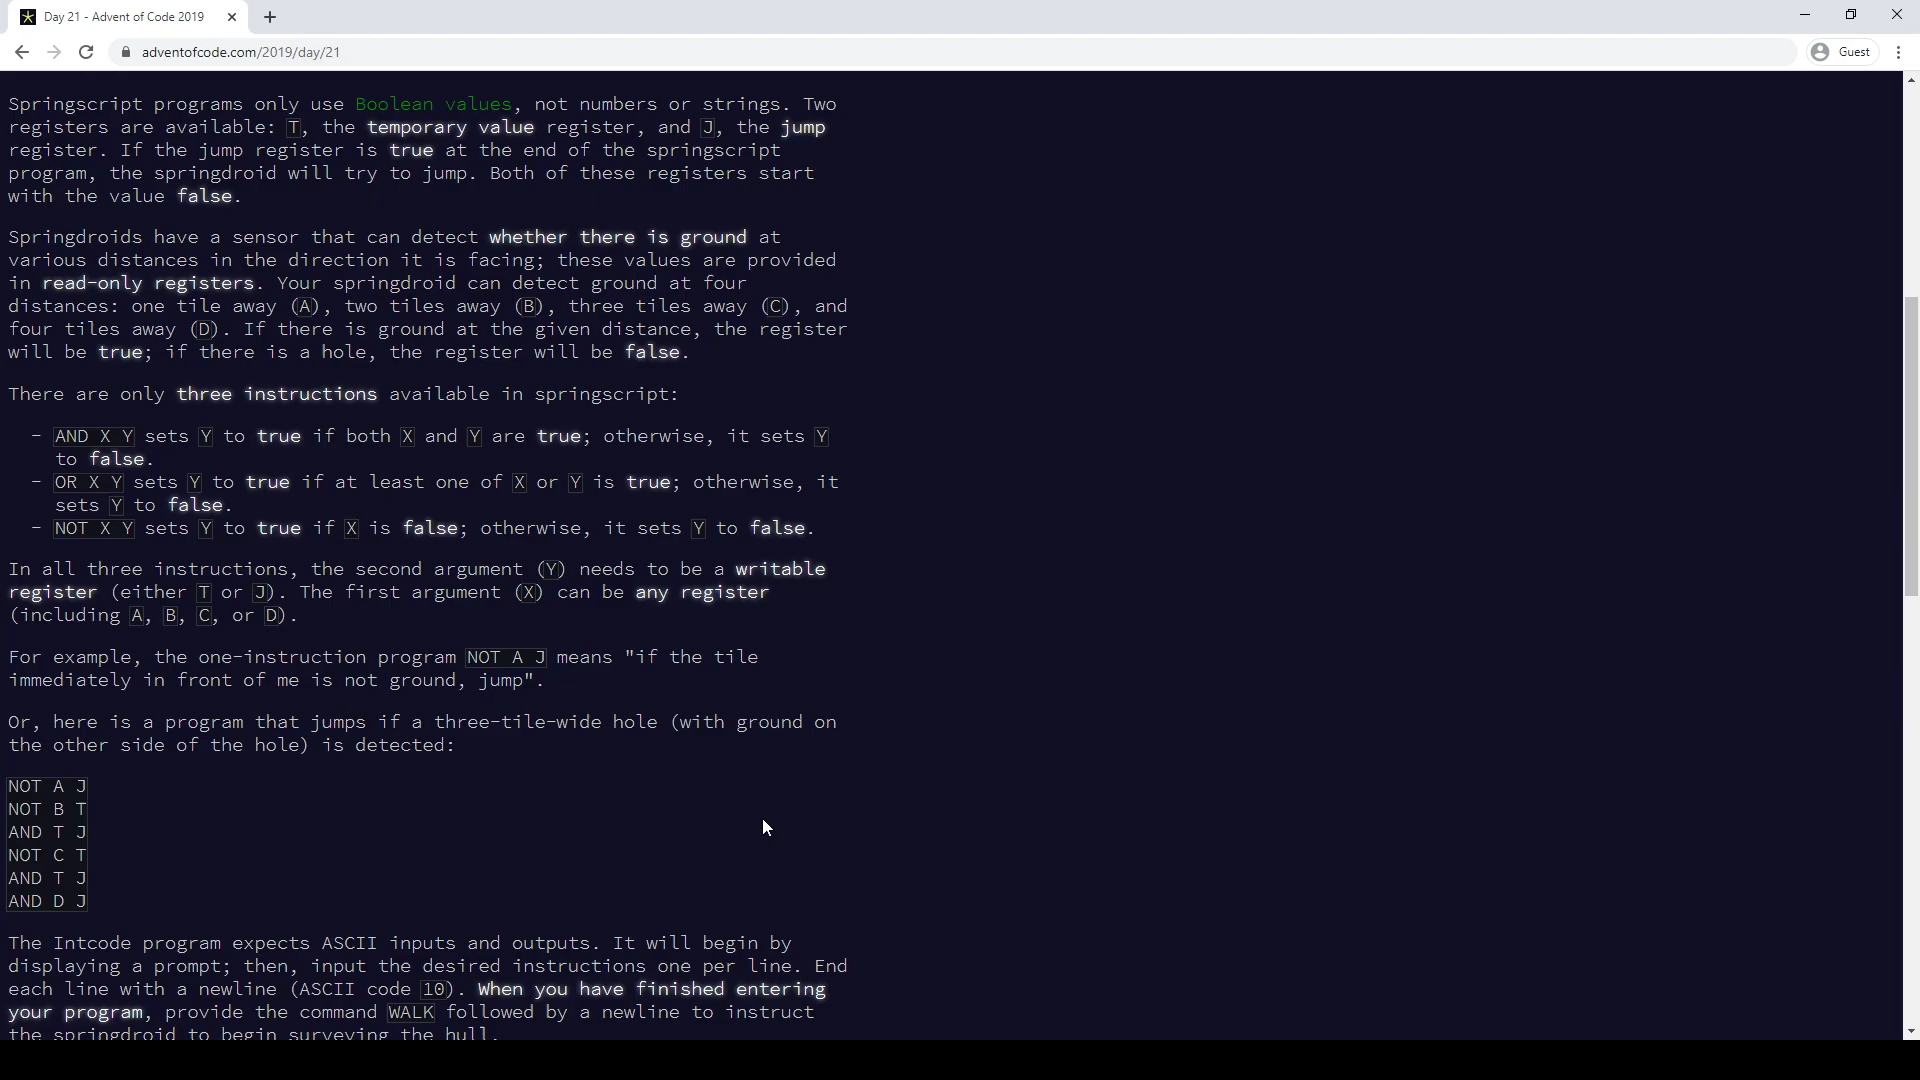 Day 21 - Advent of Code 2019
adventofcode.com/2019/day/21
Guest
Springscript programs only use Boolean values, not numbers or strings. Two
registers are available: T, the temporary value register, and J, the jump
register. If the jump register is true at the end of the springscript
program, the springdroid will try to jump. Both of these registers start
with the value false.
Springdroids have a sensor that can detect whether there is ground at
various distances in the direction it is facing; these values are provided
in read-only registers. Your springdroid can detect ground at four
distances: one tile away (A), two tiles away (B), three tiles away (C), and
four tiles away (D). If there is ground at the given distance, the register
will be true; if there is a hole, the register will be false.
There are only three instructions available in springscript:
- AND X Y sets Y to true if both X and Y are true; otherwise, it sets Y
to false.
- OR X Y sets Y to true if at least one of X or Y is true; otherwise, it
sets Y to false.
- NOT X Y sets Y to true if X is false; otherwise, it sets Y to false.
In all three instructions, the second argument (Y) needs to be a writable
register (either T or J). The first argument (X) can be any register
(including A, B, C, or D).
For example, the one-instruction program NOT A J means "if the tile
immediately in front of me is not ground, jump".
Or, here is a program that jumps if a three-tile-wide hole (with ground on
the other side of the hole) is detected:
NOT A J
NOT B T
AND T J
NOT C T
AND T J
AND D J
The Intcode program expects ASCII inputs and outputs. It will begin by
displaying a prompt; then, input the desired instructions one per line. End
each line with a newline (ASCII code 10). When you have finished entering
your program, provide the command WALK followed by a newline to instruct
the springdroid to begin surveying the hull.